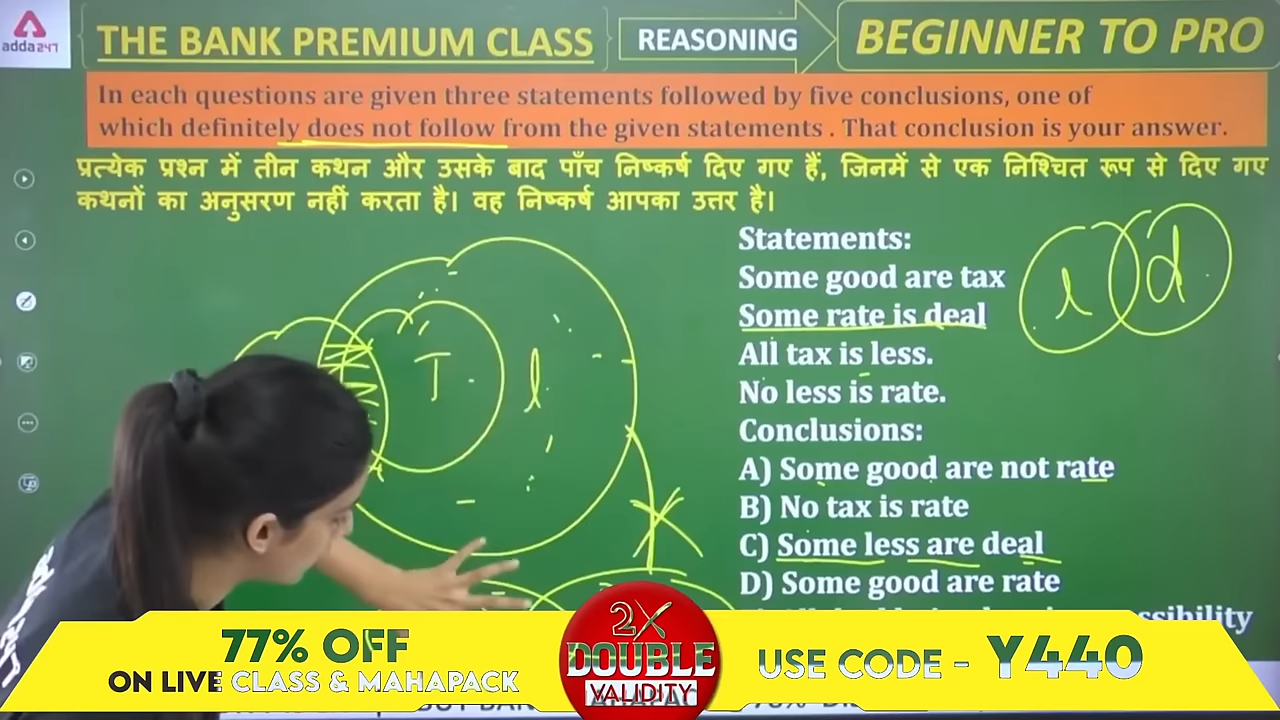 adda247
THE BANK PREMIUM CLASS
REASONING
BEGINNER TO PRO
In each questions are given three statements followed by five conclusions, one of
which definitely does not follow from the given statements . That conclusion is your answer.
प्रत्येक प्रश्न में तीन कथन और उसके बाद पाँच निष्कर्ष दिए गए हैं, जिनमें से एक निश्चित रूप से दिए गए
कथनों का अनुसरण नहीं करता है। वह निष्कर्ष आपका उत्तर है।
Statements:
Some good are tax
Some rate is deal
All tax is less.
No less is rate.
Conclusions:
A) Some good are not rate
B) No tax is rate
C) Some less are deal
D) Some good are rate
T
l
d
77% OFF
ON LIVE CLASS & MAHAPACK
2X
DOUBLE
VALIDITY
USE CODE - Y440